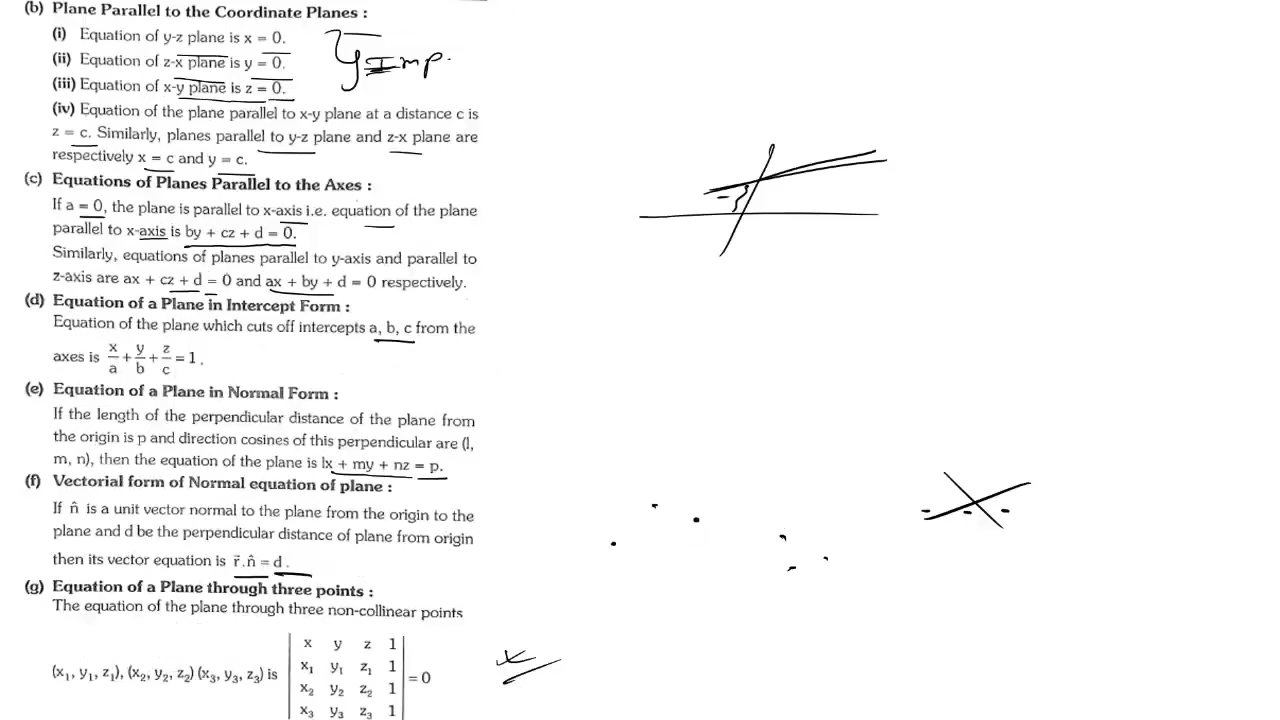 (b) Plane Parallel to the Coordinate Planes :
(i) Equation of y-z plane is x = 0.
(ii) Equation of z-x plane is y = 0.
(iii) Equation of x-y plane is z = 0.
Imp.
(iv) Equation of the plane parallel to x-y plane at a distance c is
z = c. Similarly, planes parallel to y-z plane and z-x plane are
respectively x = c and y = c.
(c) Equations of Planes Parallel to the Axes :
If a = 0, the plane is parallel to x-axis i.e. equation of the plane
parallel to x-axis is by + cz + d = 0.
Similarly, equations of planes parallel to y-axis and parallel to
z-axis are ax + cz + d = 0 and ax + by + d = 0 respectively.
(d) Equation of a Plane in Intercept Form :
Equation of the plane which cuts off intercepts a, b, c from the
axes is x/a + y/b + z/c = 1 .
(e) Equation of a Plane in Normal Form :
If the length of the perpendicular distance of the plane from
the origin is p and direction cosines of this perpendicular are (l,
m, n), then the equation of the plane is lx + my + nz = p.
(f) Vectorial form of Normal equation of plane :
If n̂ is a unit vector normal to the plane from the origin to the
plane and d be the perpendicular distance of plane from origin
then its vector equation is r⃗.n̂ = d .
(g) Equation of a Plane through three points :
The equation of the plane through three non-collinear points
(x₁, y₁, z₁), (x₂, y₂, z₂) (x₃, y₃, z₃) is
x y z 1
x₁ y₁ z₁ 1
x₂ y₂ z₂ 1
x₃ y₃ z₃ 1
= 0